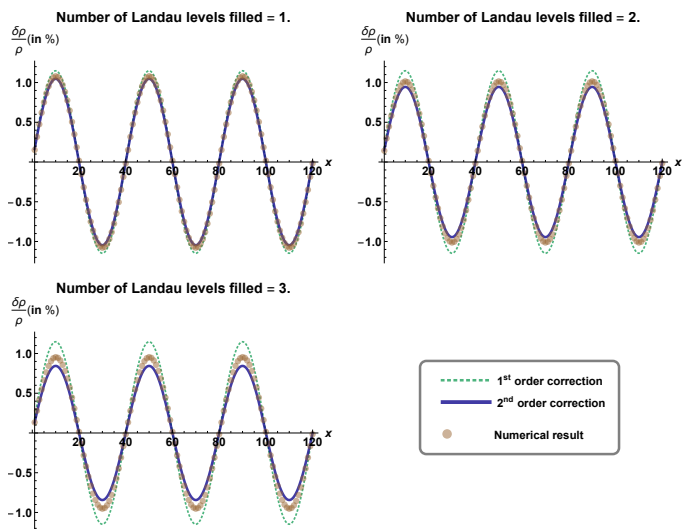 Number of Landau levels filled = 1.
δρ/ρ (in %)
1.0
0.5
-0.5
-1.0
20 40 60 80 100 120
x
Number of Landau levels filled = 2.
δρ/ρ (in %)
1.0
0.5
-0.5
-1.0
20 40 60 80 100 120
x
Number of Landau levels filled = 3.
δρ/ρ (in %)
1.0
0.5
-0.5
-1.0
20 40 60 80 100 120
x
1st order correction
2nd order correction
Numerical result